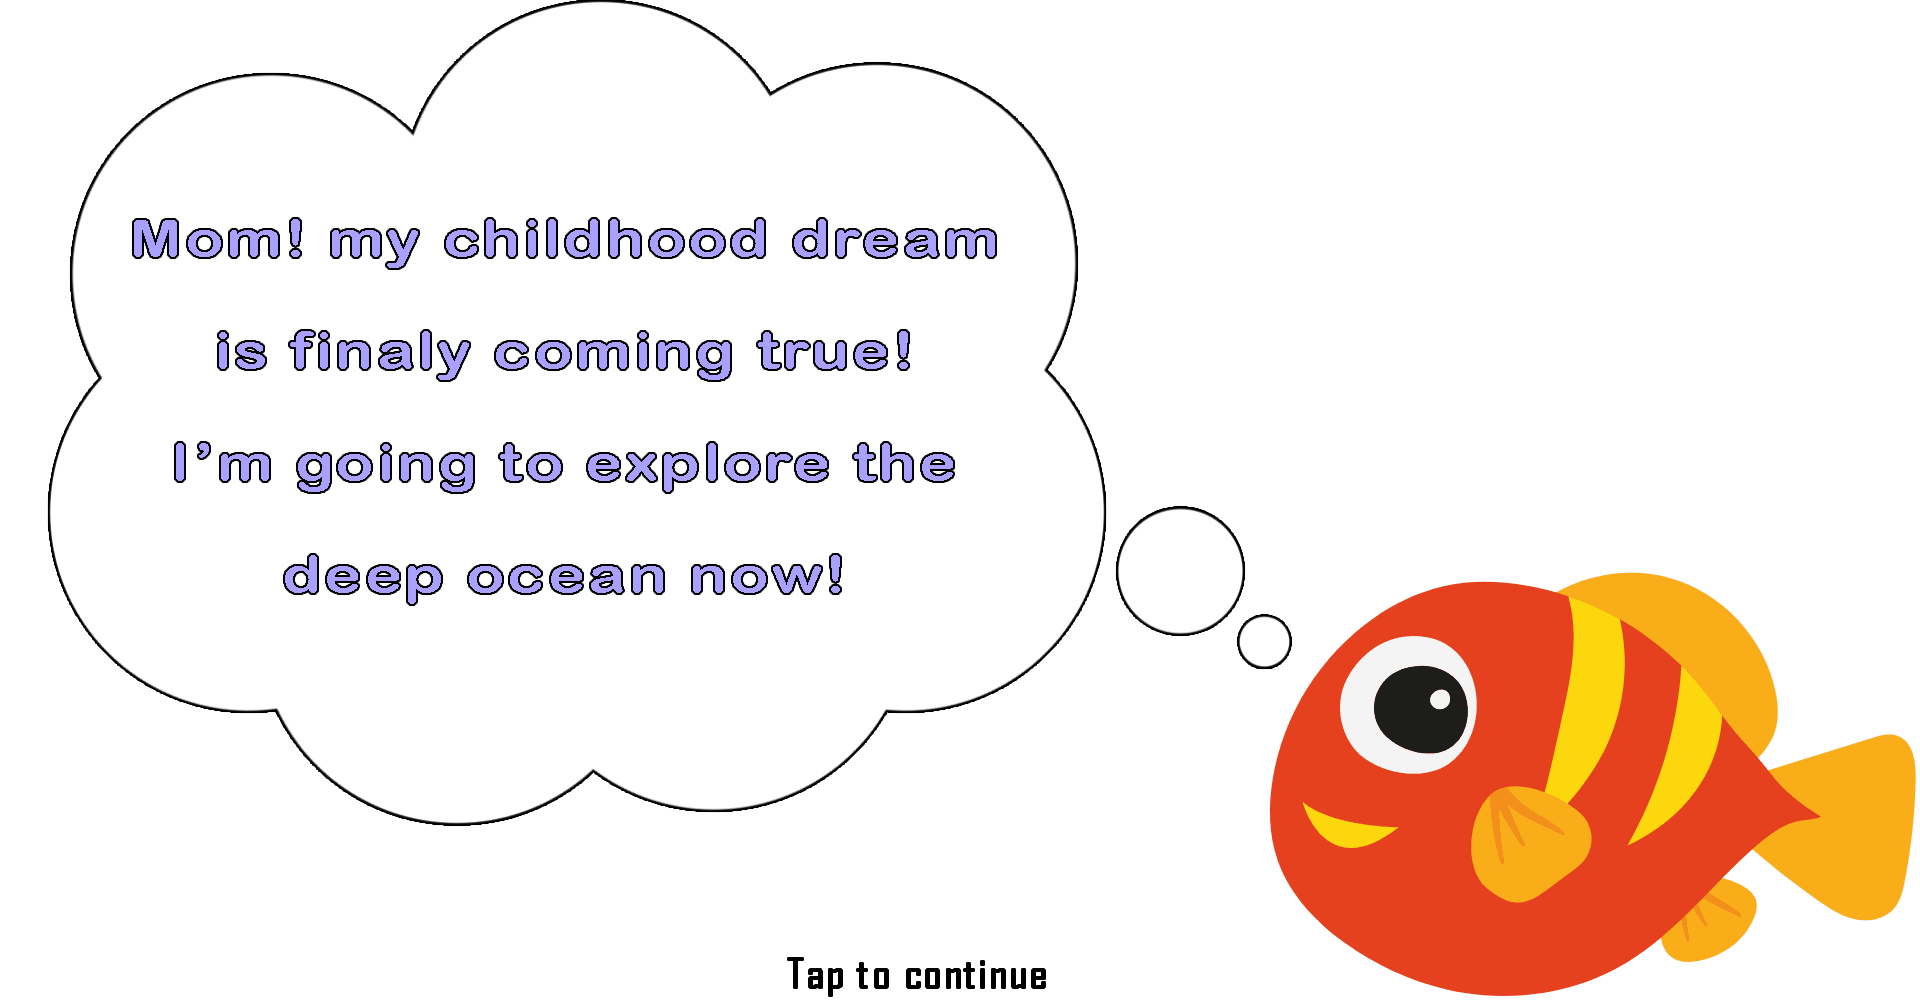 Mom! my childhood dream
is finaly coming true!
I’m going to explore the
deep ocean now!
Tap to continue